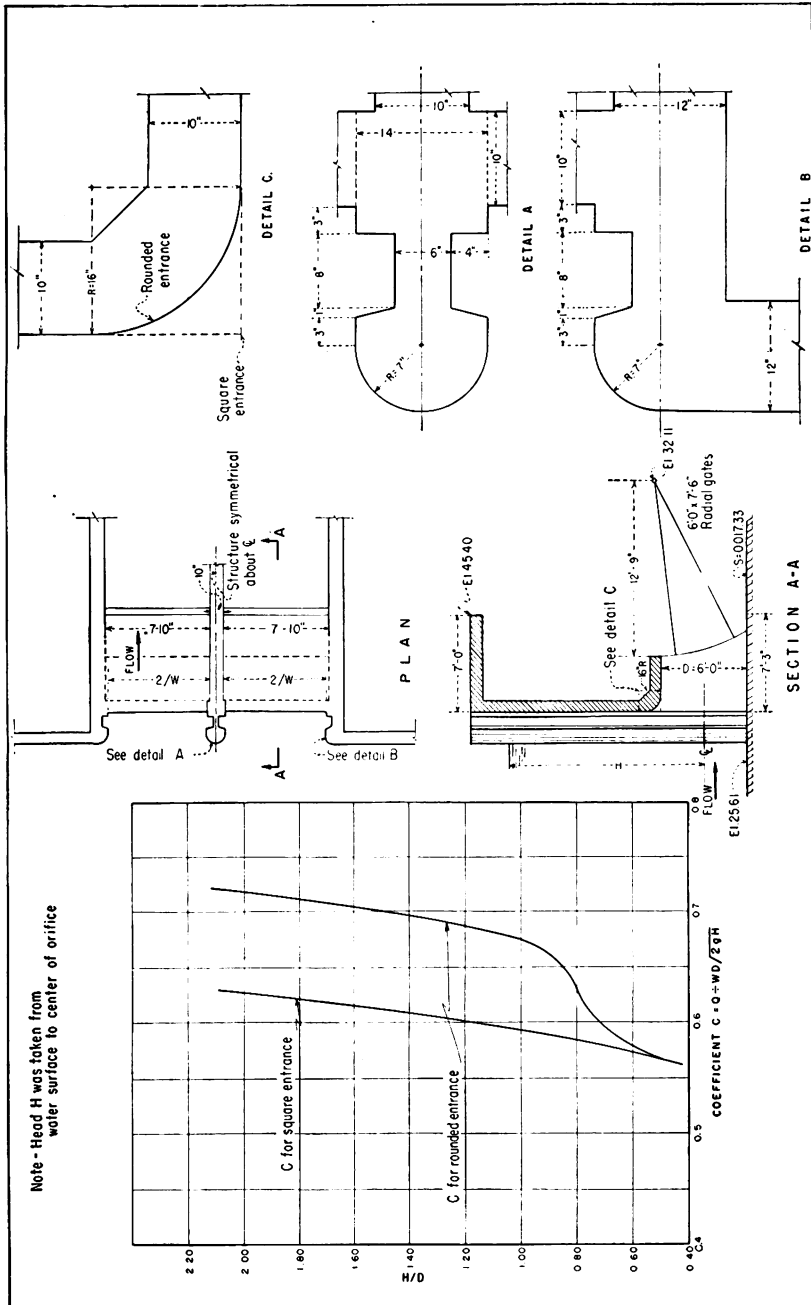 Note - Head H was taken from
water surface to center of orifice
C for square entrance
C for rounded entrance
2.20
2.00
1.80
1.60
1.40
1.20
1.00
0.80
0.60
0.40
H/D
0.4
0.5
0.6
0.7
0.8
COEFFICIENT C = Q ÷ WD √2gH
FLOW
7'-10"
7'-10"
2/W
2/W
10"
Structure symmetrical
about ℄
A
A
See detail A
See detail B
PLAN
El 45.40
7'-0"
See detail C
6"R
12'-9"
El 32.11
6'0" x 7'-6"
Radial gates
D=6'-0"
H
℄
FLOW
El.25.61
S=0.01733
7'-3"
SECTION A-A
10"
R=16"
Rounded
entrance
Square
entrance
10"
DETAIL C.
3"
1"
8"
3"
R=7"
6"
4"
14
10"
10"
DETAIL A
3"
1"
8"
3"
10"
R=7"
12"
12"
DETAIL B